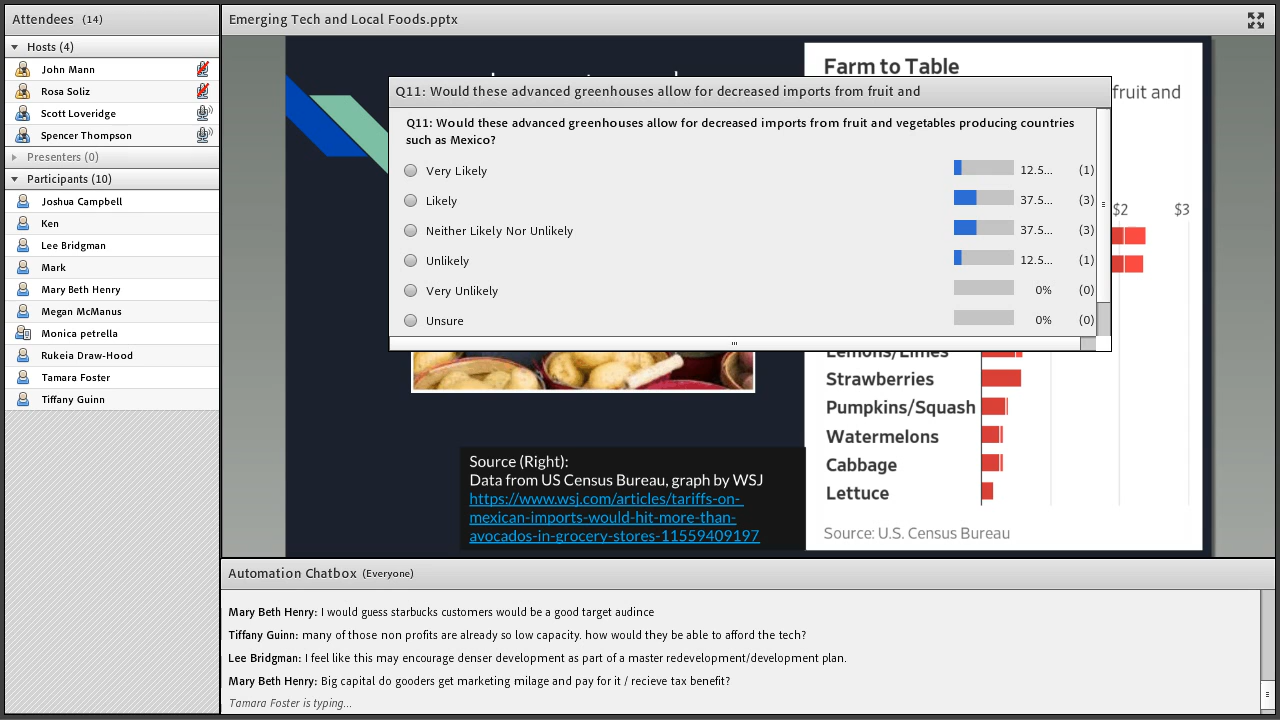 Attendees (14)
Hosts (4)
John Mann
Rosa Soliz
Scott Loveridge
Spencer Thompson
Presenters (0)
Participants (10)
Joshua Campbell
Ken
Lee Bridgman
Mark
Mary Beth Henry
Megan McManus
Monica petrella
Rukeia Draw-Hood
Tamara Foster
Tiffany Guinn
Emerging Tech and Local Foods.pptx
Farm to Table
fruit and
$2 $3
Q11: Would these advanced greenhouses allow for decreased imports from fruit and
Q11: Would these advanced greenhouses allow for decreased imports from fruit and vegetables producing countries
such as Mexico?
Very Likely 12.5... (1)
Likely 37.5... (3)
Neither Likely Nor Unlikely 37.5... (3)
Unlikely 12.5... (1)
Very Unlikely 0% (0)
Unsure 0% (0)
Lemons/Limes
Strawberries
Pumpkins/Squash
Watermelons
Cabbage
Lettuce
Source: U.S. Census Bureau
Source (Right):
Data from US Census Bureau, graph by WSJ
https://www.wsj.com/articles/tariffs-on-
mexican-imports-would-hit-more-than-
avocados-in-grocery-stores-11559409197
Automation Chatbox (Everyone)
Mary Beth Henry: I would guess starbucks customers would be a good target audince
Tiffany Guinn: many of those non profits are already so low capacity. how would they be able to afford the tech?
Lee Bridgman: I feel like this may encourage denser development as part of a master redevelopment/development plan.
Mary Beth Henry: Big capital do gooders get marketing milage and pay for it / recieve tax benefit?
Tamara Foster is typing...